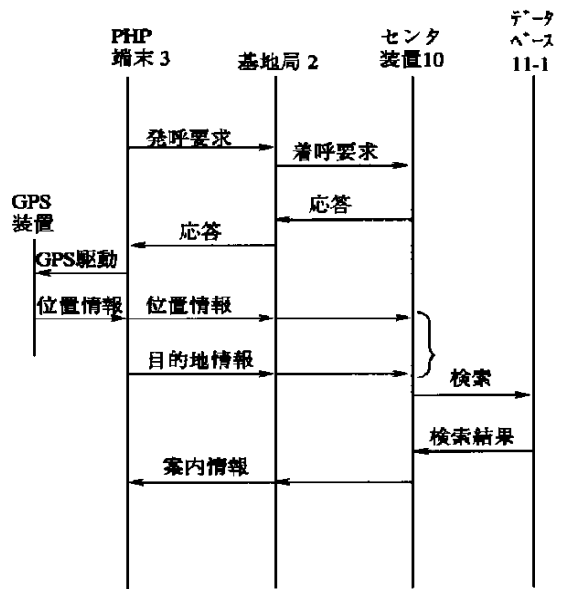 PHP
端末 3
基地局 2
センタ
装置10
ﾃﾞｰﾀ
ﾍﾞｰｽ
11-1
発呼要求
着呼要求
応答
応答
GPS
装置
GPS駆動
位置情報
位置情報
目的地情報
検索
検索結果
案内情報